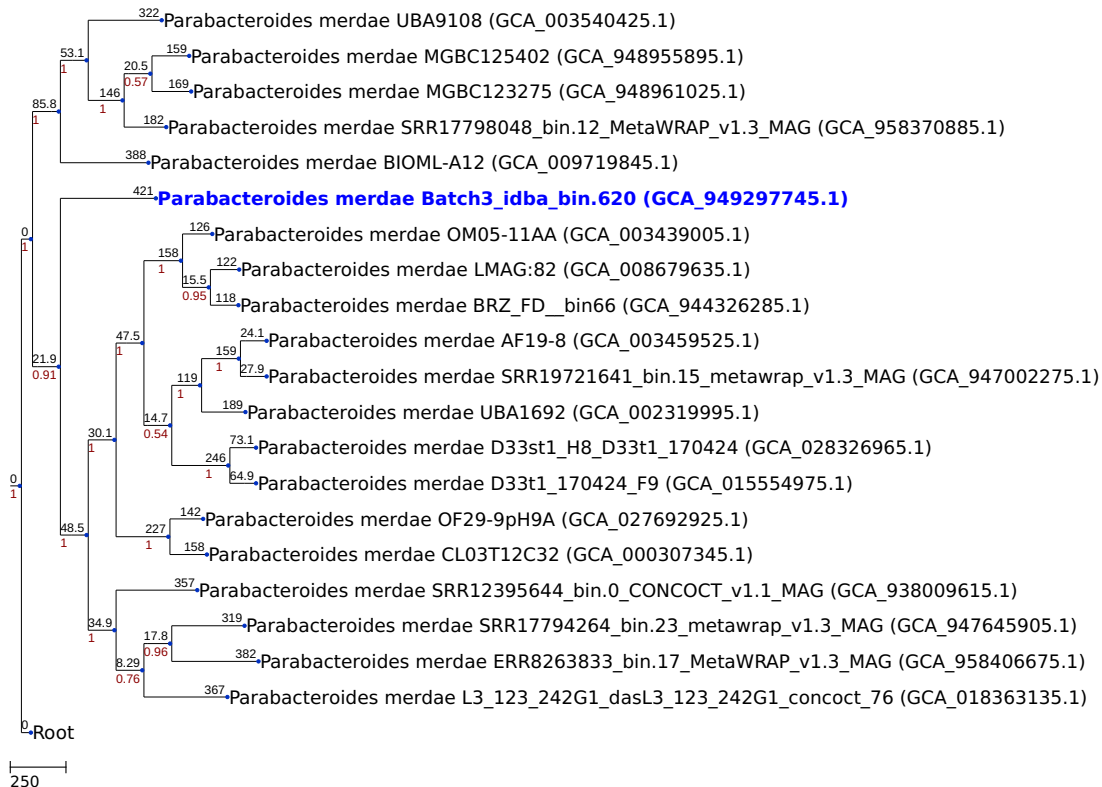 322 Parabacteroides merdae UBA9108 (GCA_003540425.1)
53.1
1
159 Parabacteroides merdae MGBC125402 (GCA_948955895.1)
20.5
0.57
146
1
169 Parabacteroides merdae MGBC123275 (GCA_948961025.1)
85.8
1
182 Parabacteroides merdae SRR17798048_bin.12_MetaWRAP_v1.3_MAG (GCA_958370885.1)
388 Parabacteroides merdae BIOML-A12 (GCA_009719845.1)
421 Parabacteroides merdae Batch3_idba_bin.620 (GCA_949297745.1)
0
1
126 Parabacteroides merdae OM05-11AA (GCA_003439005.1)
158
1
122 Parabacteroides merdae LMAG:82 (GCA_008679635.1)
15.5
0.95
118 Parabacteroides merdae BRZ_FD__bin66 (GCA_944326285.1)
47.5
1
24.1 Parabacteroides merdae AF19-8 (GCA_003459525.1)
159
1
21.9
0.91
27.9 Parabacteroides merdae SRR19721641_bin.15_metawrap_v1.3_MAG (GCA_947002275.1)
119
1
189 Parabacteroides merdae UBA1692 (GCA_002319995.1)
14.7
0.54
30.1
1
73.1 Parabacteroides merdae D33st1_H8_D33t1_170424 (GCA_028326965.1)
246
1
64.9 Parabacteroides merdae D33t1_170424_F9 (GCA_015554975.1)
0
1
142 Parabacteroides merdae OF29-9pH9A (GCA_027692925.1)
48.5
1
227
1
158 Parabacteroides merdae CL03T12C32 (GCA_000307345.1)
357 Parabacteroides merdae SRR12395644_bin.0_CONCOCT_v1.1_MAG (GCA_938009615.1)
34.9
1
319 Parabacteroides merdae SRR17794264_bin.23_metawrap_v1.3_MAG (GCA_947645905.1)
17.8
0.96
382 Parabacteroides merdae ERR8263833_bin.17_MetaWRAP_v1.3_MAG (GCA_958406675.1)
8.29
0.76
367 Parabacteroides merdae L3_123_242G1_dasL3_123_242G1_concoct_76 (GCA_018363135.1)
0 Root
250